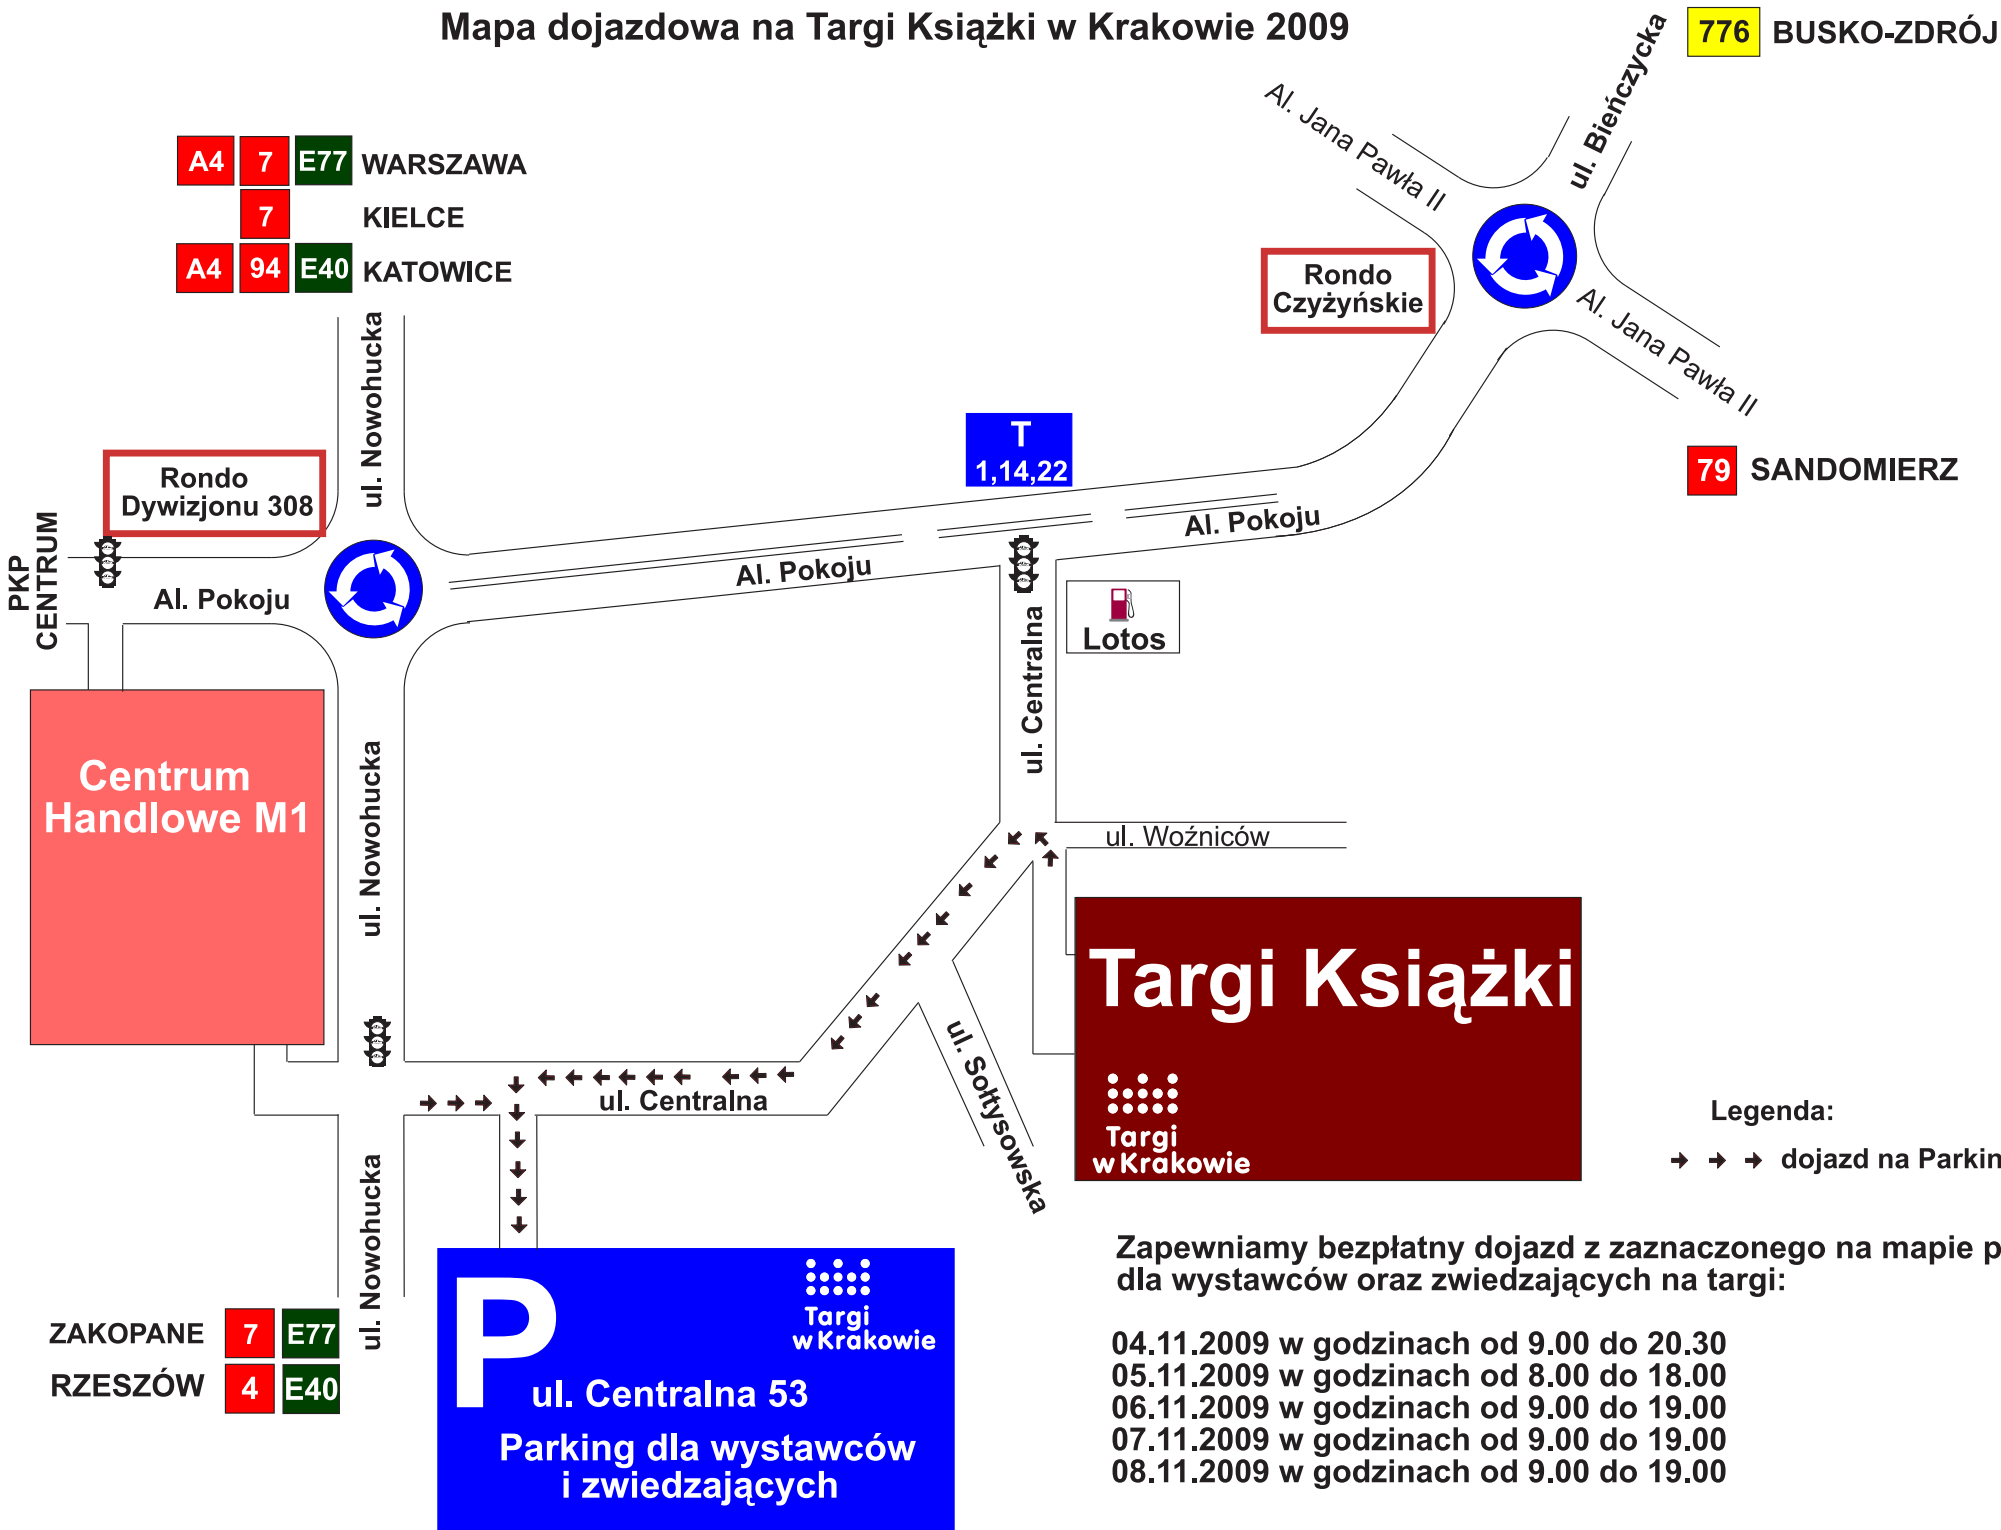 Mapa dojazdowa na Targi Książki w Krakowie 2009
776 BUSKO-ZDRÓJ
ul. Bieńczycka
Al. Jana Pawła II
A4 7 E77 WARSZAWA
7 KIELCE
A4 94 E40 KATOWICE
Rondo
Czyżyńskie
Al. Jana Pawła II
ul. Nowohucka
T
1,14,22
79 SANDOMIERZ
Rondo
Dywizjonu 308
PKP
CENTRUM
Al. Pokoju
Al. Pokoju
Al. Pokoju
Lotos
ul. Centralna
Centrum
Handlowe M1
ul. Nowohucka
ul. Woźniców
Targi Książki
ul. Sołtysowska
ul. Centralna
Targi
w Krakowie
Legenda:
dojazd na Parkin
ul. Nowohucka
ZAKOPANE 7 E77
RZESZÓW 4 E40
P
Targi
w Krakowie
ul. Centralna 53
Parking dla wystawców
i zwiedzających
Zapewniamy bezpłatny dojazd z zaznaczonego na mapie p
dla wystawców oraz zwiedzających na targi:
04.11.2009 w godzinach od 9.00 do 20.30
05.11.2009 w godzinach od 8.00 do 18.00
06.11.2009 w godzinach od 9.00 do 19.00
07.11.2009 w godzinach od 9.00 do 19.00
08.11.2009 w godzinach od 9.00 do 19.00